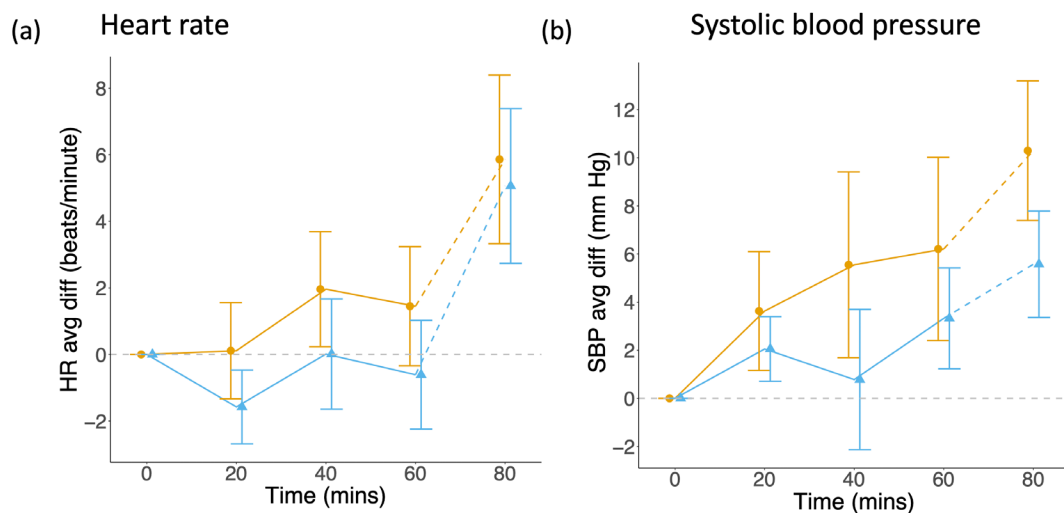 (a) Heart rate
HR avg diff (beats/minute)
8
6
4
2
0
−2
0 20 40 60 80
Time (mins)
(b) Systolic blood pressure
SBP avg diff (mm Hg)
12
10
8
6
4
2
0
−2
0 20 40 60 80
Time (mins)